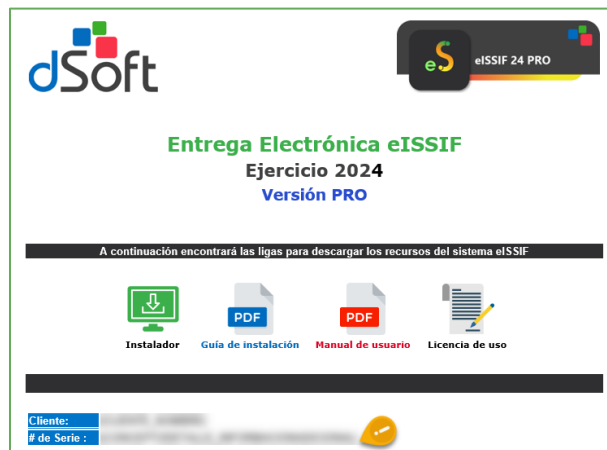 dSoft
eS eISSIF 24 PRO
Entrega Electrónica eISSIF
Ejercicio 2024
Versión PRO
A continuación encontrará las ligas para descargar los recursos del sistema eISSIF
PDF PDF
Instalador Guía de instalación Manual de usuario Licencia de uso
Cliente:
# de Serie :